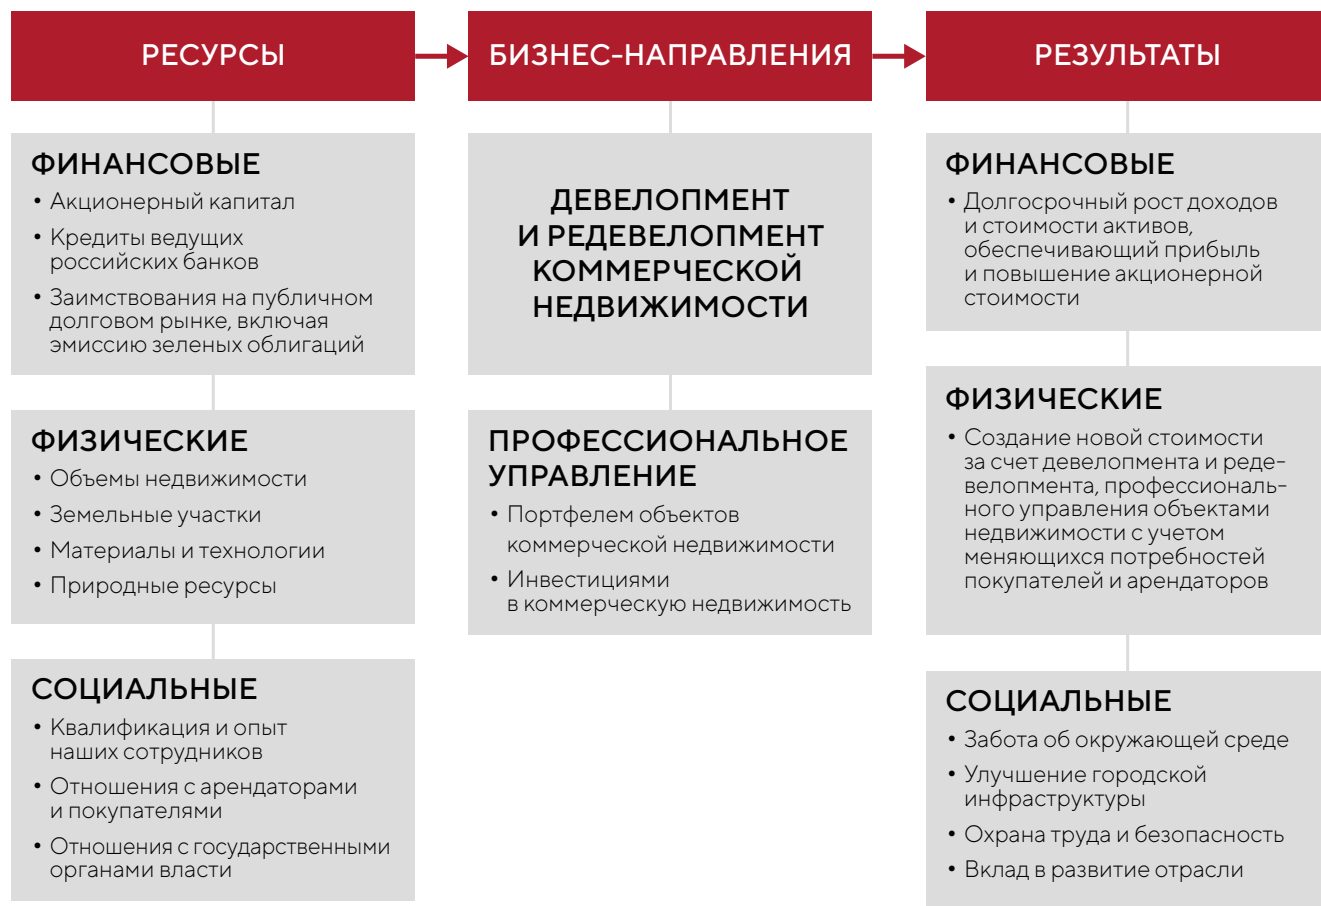 РЕСУРСЫ
БИЗНЕС-НАПРАВЛЕНИЯ
РЕЗУЛЬТАТЫ
ФИНАНСОВЫЕ
• Акционерный капитал
• Кредиты ведущих
российских банков
• Заимствования на публичном
долговом рынке, включая
эмиссию зеленых облигаций
ФИЗИЧЕСКИЕ
• Объемы недвижимости
• Земельные участки
• Материалы и технологии
• Природные ресурсы
СОЦИАЛЬНЫЕ
• Квалификация и опыт
наших сотрудников
• Отношения с арендаторами
и покупателями
• Отношения с государственными
органами власти
ДЕВЕЛОПМЕНТ
И РЕДЕВЕЛОПМЕНТ
КОММЕРЧЕСКОЙ
НЕДВИЖИМОСТИ
ПРОФЕССИОНАЛЬНОЕ
УПРАВЛЕНИЕ
• Портфелем объектов
коммерческой недвижимости
• Инвестициями
в коммерческую недвижимость
ФИНАНСОВЫЕ
• Долгосрочный рост доходов
и стоимости активов,
обеспечивающий прибыль
и повышение акционерной
стоимости
ФИЗИЧЕСКИЕ
• Создание новой стоимости
за счет девелопмента и реде-
велопмента, профессиональ-
ного управления объектами
недвижимости с учетом
меняющихся потребностей
покупателей и арендаторов
СОЦИАЛЬНЫЕ
• Забота об окружающей среде
• Улучшение городской
инфраструктуры
• Охрана труда и безопасность
• Вклад в развитие отрасли